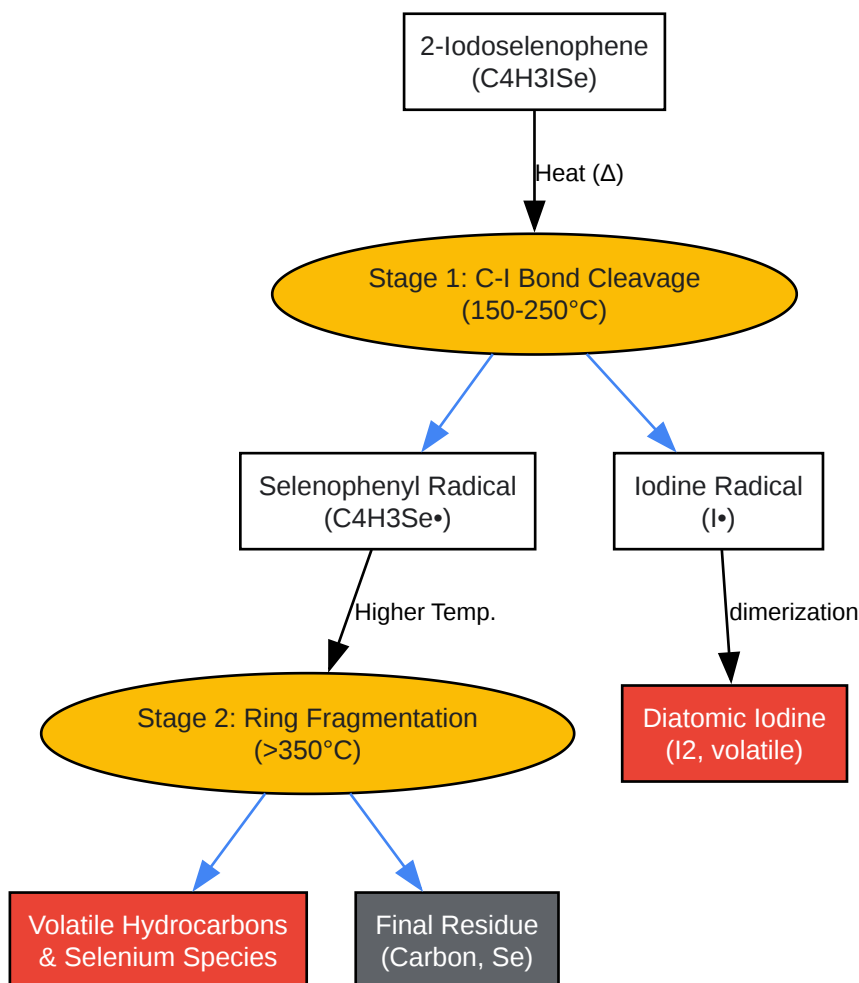 2-Iodoselenophene
(C4H3ISe)
Heat (Δ)
Stage 1: C-I Bond Cleavage
(150-250°C)
Selenophenyl Radical
(C4H3Se•)
Iodine Radical
(I•)
Higher Temp.
dimerization
Stage 2: Ring Fragmentation
(>350°C)
Diatomic Iodine
(I2, volatile)
Volatile Hydrocarbons
& Selenium Species
Final Residue
(Carbon, Se)